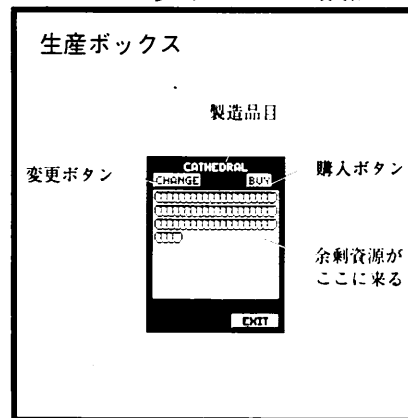 生産ボックス
製造品目
変更ボタン
CATHEDRAL
CHANGE
BUY
購入ボタン
余剰資源が
ここに来る
EXIT